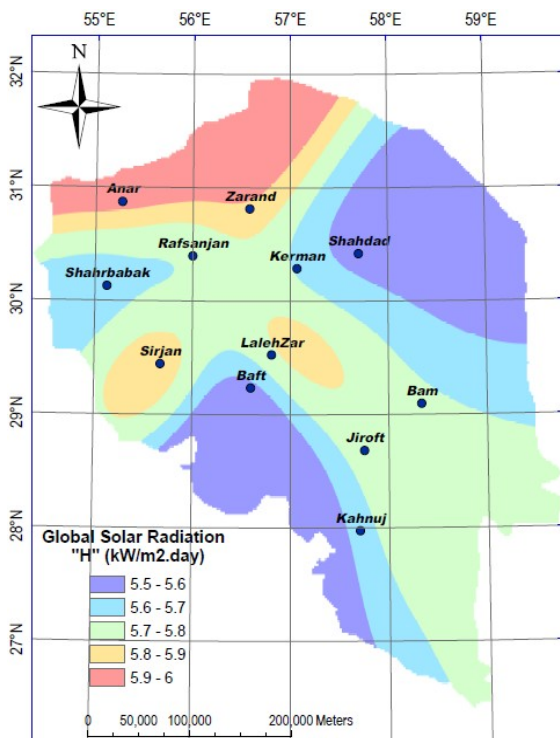 55°E 56°E 57°E 58°E 59°E
N
32°N
31°N
Anar
Zarand
Rafsanjan
Shahdad
Kerman
Shahrbabak
30°N
LalehZar
Sirjan
Baft
Bam
29°N
Jiroft
Kahnuj
28°N
Global Solar Radiation
"H" (kW/m2.day)
5.5 - 5.6
5.6 - 5.7
5.7 - 5.8
5.8 - 5.9
5.9 - 6
27°N
0 50,000 100,000 200,000 Meters